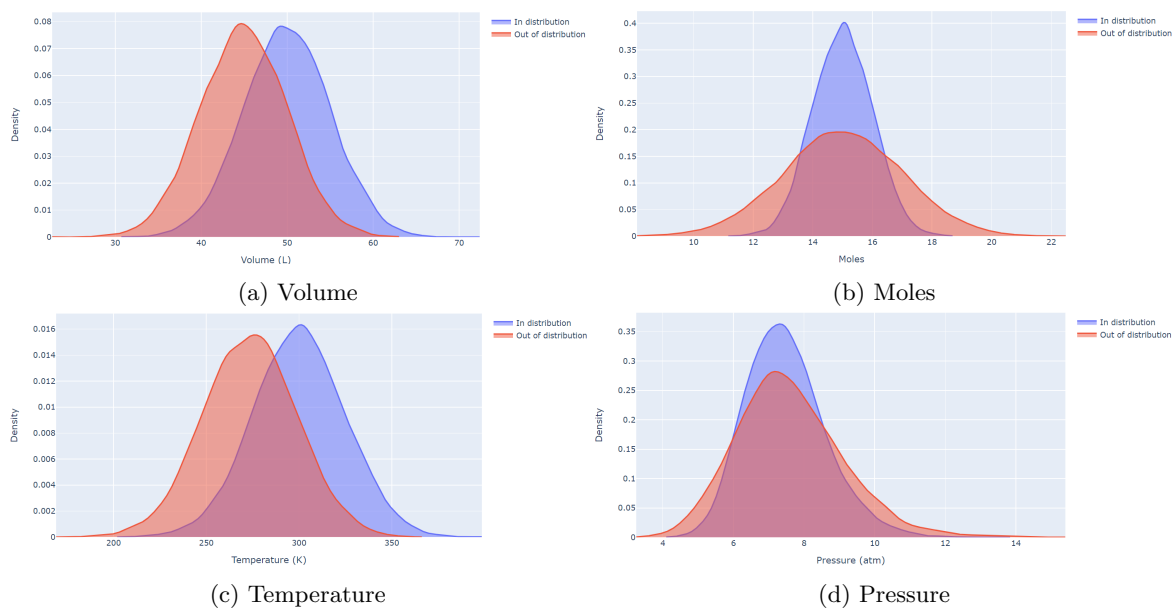 In distribution
Out of distribution
0.08
0.07
0.06
0.05
0.04
0.03
0.02
0.01
0
Density
30 40 50 60 70
Volume (L)
(a) Volume
In distribution
Out of distribution
0.4
0.35
0.3
0.25
0.2
0.15
0.1
0.05
0
Density
10 12 14 16 18 20 22
Moles
(b) Moles
In distribution
Out of distribution
0.016
0.014
0.012
0.01
0.008
0.006
0.004
0.002
0
Density
200 250 300 350
Temperature (K)
(c) Temperature
In distribution
Out of distribution
0.35
0.3
0.25
0.2
0.15
0.1
0.05
0
Density
4 6 8 10 12 14
Pressure (atm)
(d) Pressure